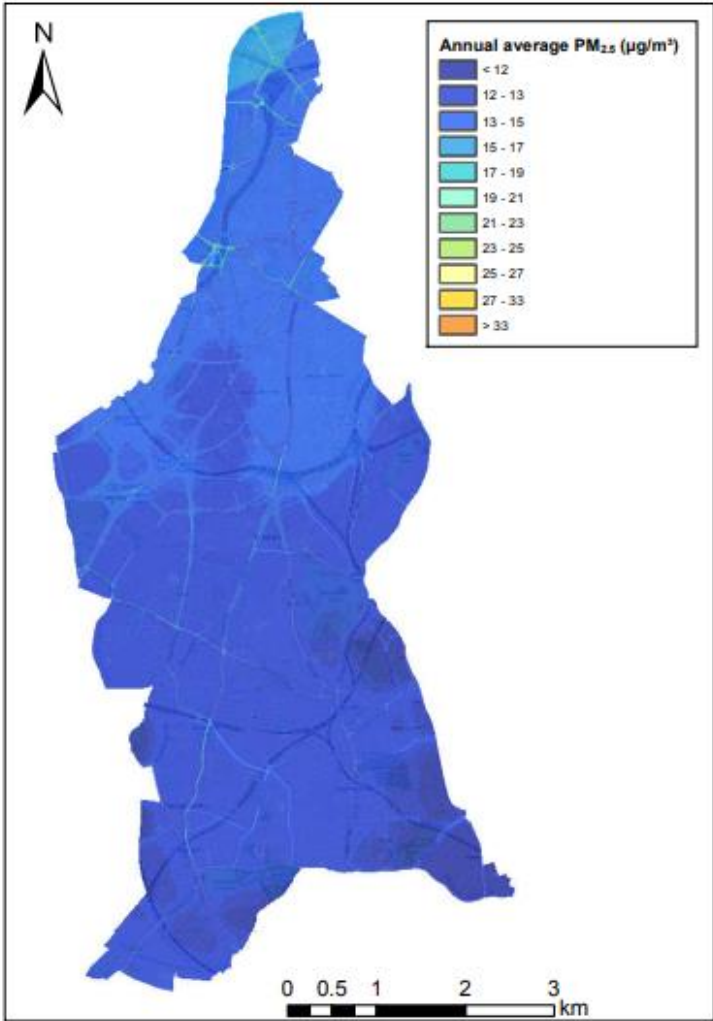 N
Annual average PM₂.₅ (µg/m³)
< 12
12 - 13
13 - 15
15 - 17
17 - 19
19 - 21
21 - 23
23 - 25
25 - 27
27 - 33
> 33
0 0.5 1 2 3
km